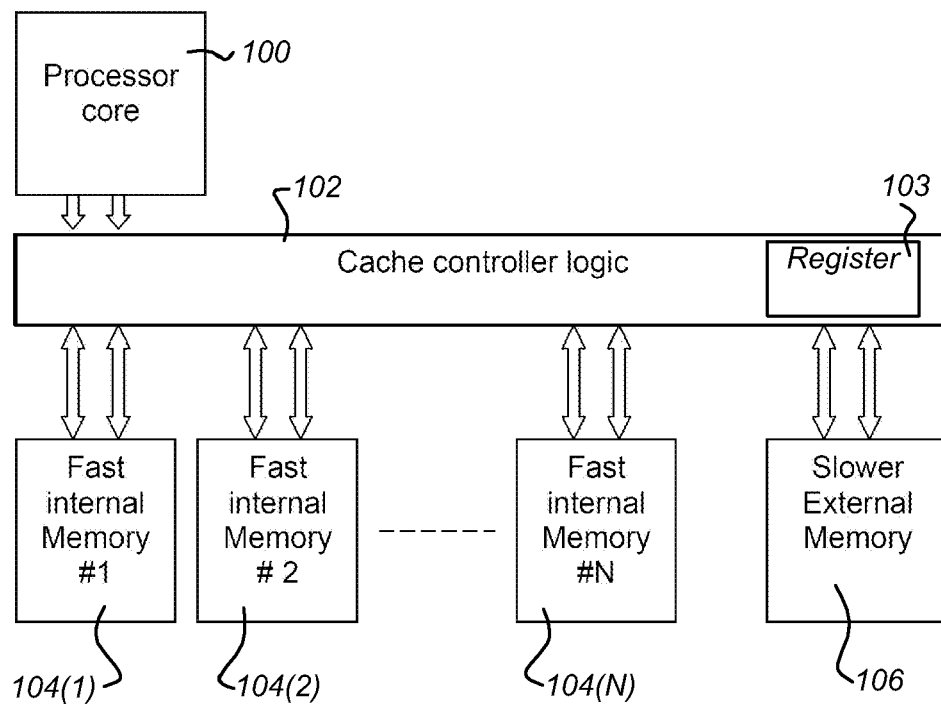 100
Processor
core
102
103
Cache controller logic
Register
Fast
internal
Memory
#1
Fast
internal
Memory
# 2
Fast
internal
Memory
#N
Slower
External
Memory
104(1)
104(2)
104(N)
106